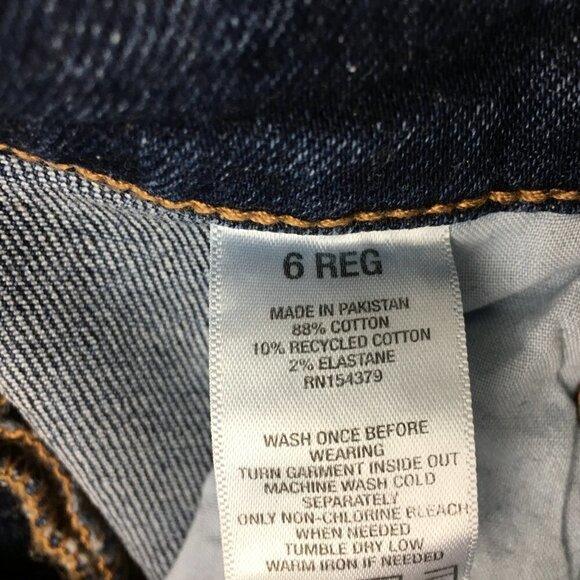 6 REG
MADE IN PAKISTAN
88% COTTON
10% RECYCLED COTTON
2% ELASTANE
RN154379
WASH ONCE BEFORE
WEARING
TURN GARMENT INSIDE OUT
MACHINE WASH COLD
SEPARATELY
ONLY NON-CHLORINE BLEACH
WHEN NEEDED
TUMBLE DRY LOW
WARM IRON IF NEEDED